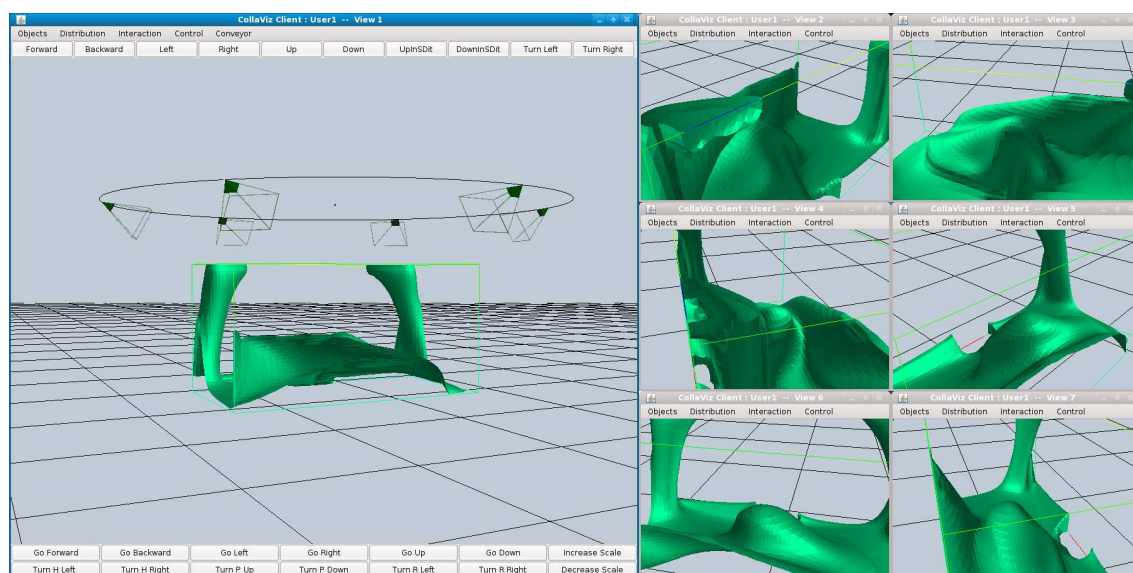 CollaViz Client : User1 -- View 1
Objects Distribution Interaction Control Conveyor
Forward Backward Left Right Up Down UpInSDit DownInSDit Turn Left Turn Right
Go Forward Go Backward Go Left Go Right Go Up Go Down Increase Scale
Turn H Left Turn H Right Turn P Up Turn P Down Turn R Left Turn R Right Decrease Scale
CollaViz Client : User1 -- View 2
Objects Distribution Interaction Control
CollaViz Client : User1 -- View 3
Objects Distribution Interaction Control
CollaViz Client : User1 -- View 4
Objects Distribution Interaction Control
CollaViz Client : User1 -- View 5
Objects Distribution Interaction Control
CollaViz Client : User1 -- View 6
Objects Distribution Interaction Control
CollaViz Client : User1 -- View 7
Objects Distribution Interaction Control